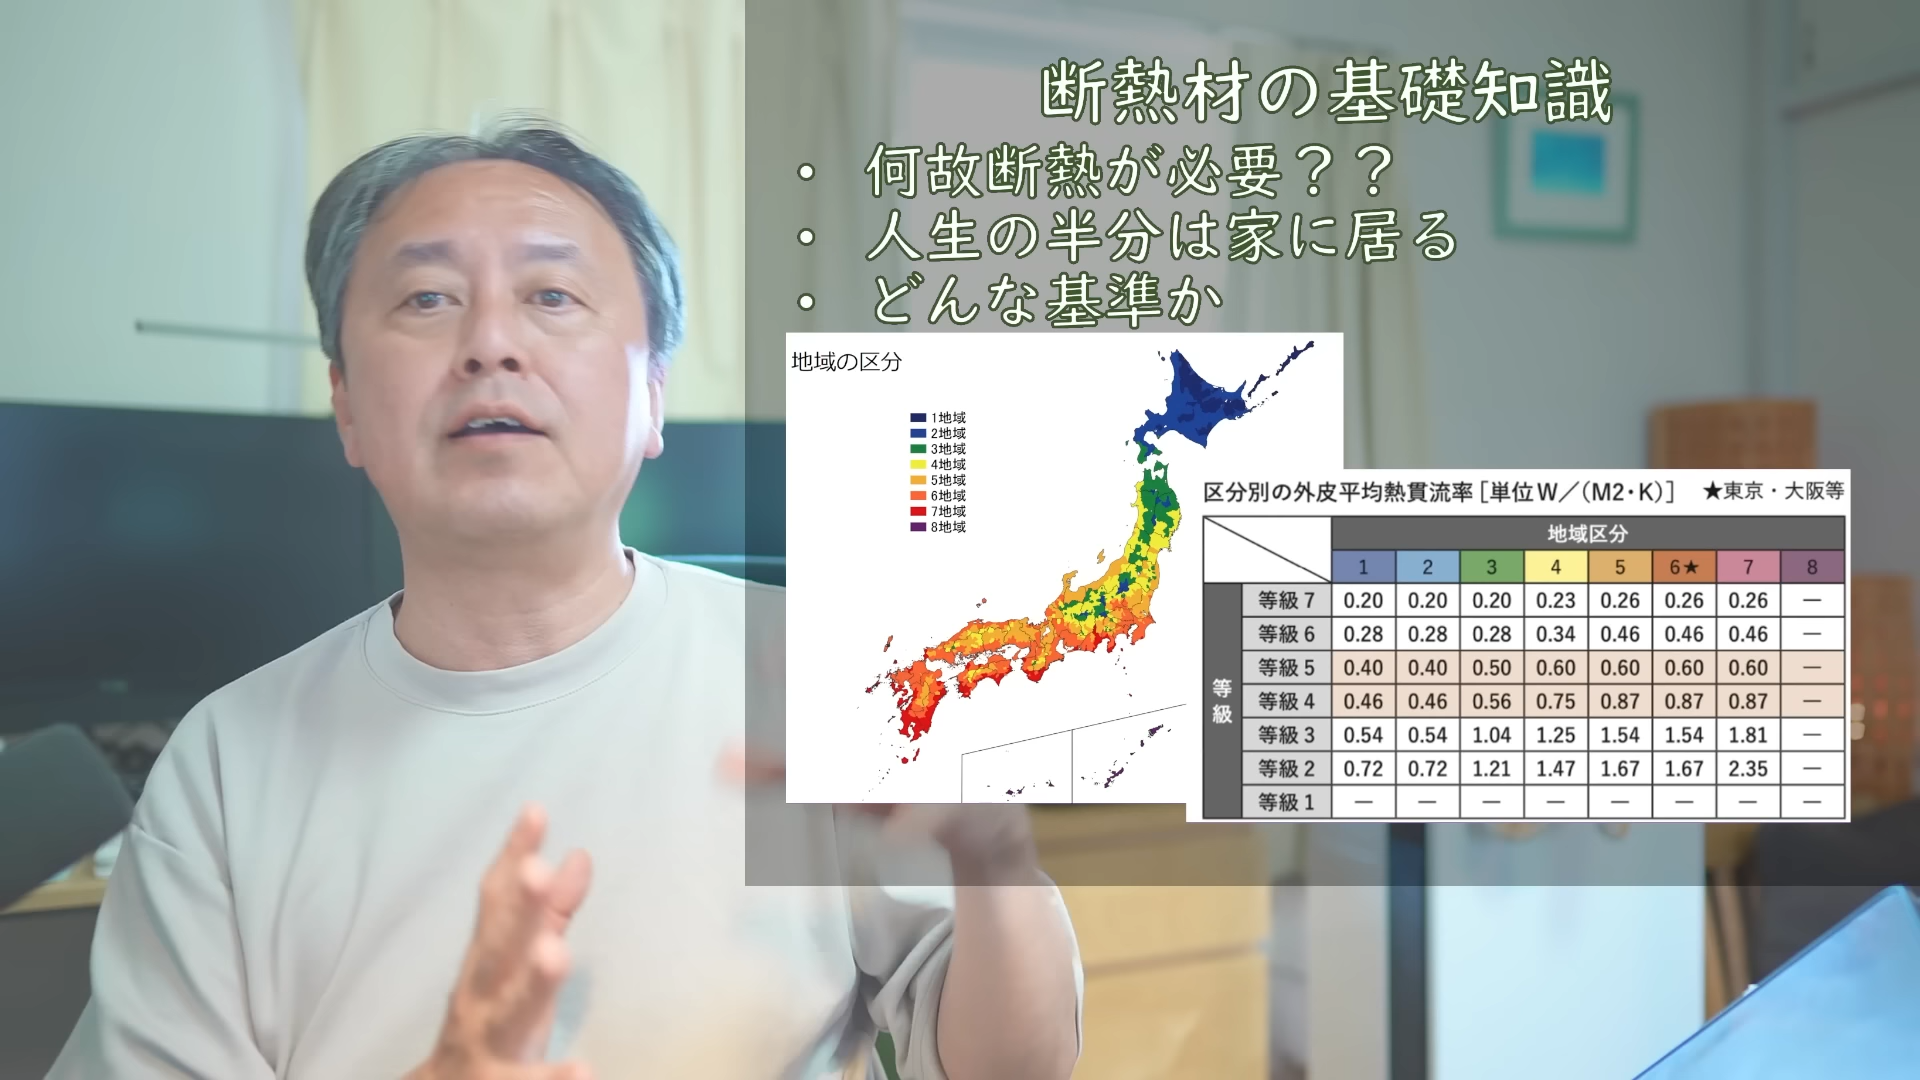 断熱材の基礎知識
• 何故断熱が必要？？
• 人生の半分は家に居る
• どんな基準か
地域の区分
1地域
2地域
3地域
4地域
5地域
6地域
7地域
8地域
区分別の外皮平均熱貫流率［単位W／（M2・K）］ ★東京・大阪等
地域区分
1 2 3 4 5 6★ 7 8
等級
等級7 0.20 0.20 0.20 0.23 0.26 0.26 0.26 —
等級6 0.28 0.28 0.28 0.34 0.46 0.46 0.46 —
等級5 0.40 0.40 0.50 0.60 0.60 0.60 0.60 —
等級4 0.46 0.46 0.56 0.75 0.87 0.87 0.87 —
等級3 0.54 0.54 1.04 1.25 1.54 1.54 1.81 —
等級2 0.72 0.72 1.21 1.47 1.67 1.67 2.35 —
等級1 — — — — — — — —